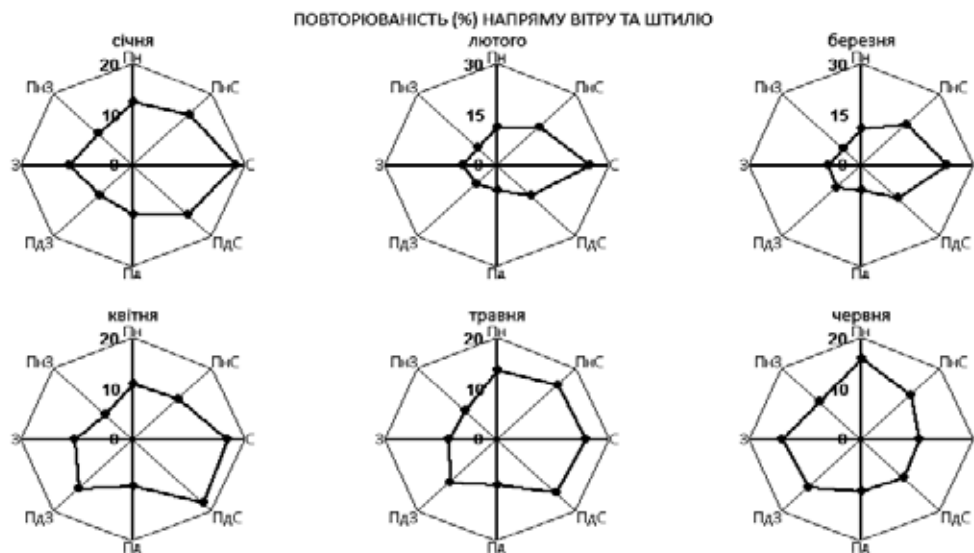 ПОВТОРЮВАНІСТЬ (%) НАПРЯМУ ВІТРУ ТА ШТИЛЮ
січня
Пн
20
ПнЗ
ПнС
10
З
0
С
ПдЗ
ПдС
Пд
лютого
Пн
30
ПнЗ
ПнС
15
З
0
С
ПдЗ
ПдС
Пд
березня
Пн
30
ПнЗ
ПнС
15
З
0
С
ПдЗ
ПдС
Пд
квітня
Пн
20
ПнЗ
ПнС
10
З
0
С
ПдЗ
ПдС
Пд
травня
Пн
20
ПнЗ
ПнС
10
З
0
С
ПдЗ
ПдС
Пд
червня
Пн
20
ПнЗ
ПнС
10
З
0
С
ПдЗ
ПдС
Пд